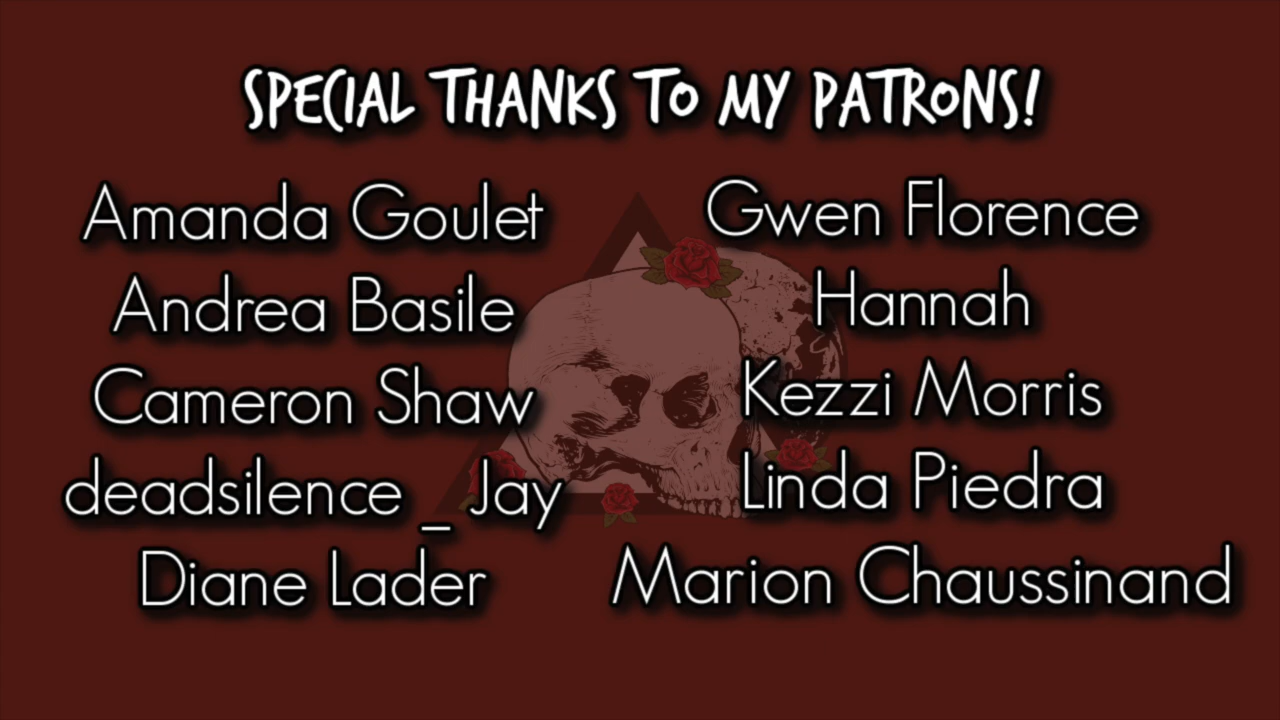 SPECIAL THANKS TO MY PATRONS!
Amanda Goulet
Andrea Basile
Cameron Shaw
deadsilence _ Jay
Diane Lader
Gwen Florence
Hannah
Kezzi Morris
Linda Piedra
Marion Chaussinand